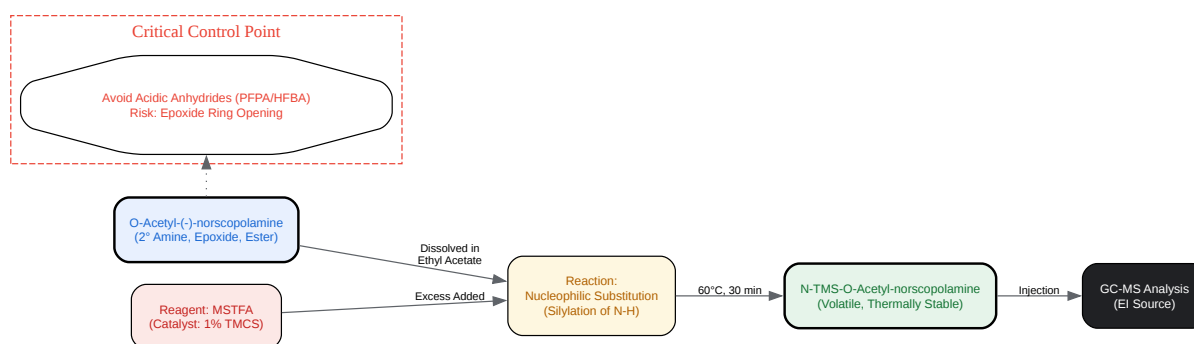 Critical Control Point
Avoid Acidic Anhydrides (PFPA/HFBA)
Risk: Epoxide Ring Opening
O-Acetyl-(-)-norscopolamine
(2° Amine, Epoxide, Ester)
Reagent: MSTFA
(Catalyst: 1% TMCS)
Dissolved in
Ethyl Acetate
Excess Added
Reaction:
Nucleophilic Substitution
(Silylation of N-H)
60°C, 30 min
N-TMS-O-Acetyl-norscopolamine
(Volatile, Thermally Stable)
Injection
GC-MS Analysis
(EI Source)